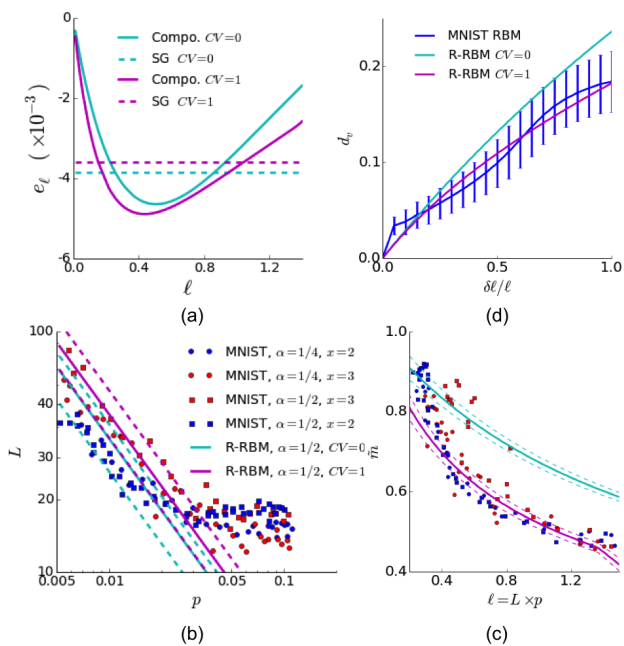 Compo. CV=0
SG CV=0
Compo. CV=1
SG CV=1
0
-2
-4
-6
e_ℓ ( ×10^{-3})
0.0 0.4 0.8 1.2
ℓ
(a)
MNIST RBM
R-RBM CV=0
R-RBM CV=1
0.2
0.1
0.0
d_v
0.0 0.5 1.0
δℓ/ℓ
(d)
MNIST, α=1/4, x=2
MNIST, α=1/4, x=3
MNIST, α=1/2, x=3
MNIST, α=1/2, x=2
R-RBM, α=1/2, CV=0
R-RBM, α=1/2, CV=1
100
40
30
20
10
L
0.005 0.01 0.05 0.1
p
(b)
1.0
0.8
0.6
0.4
m̃
0.4 0.8 1.2
ℓ=L×p
(c)